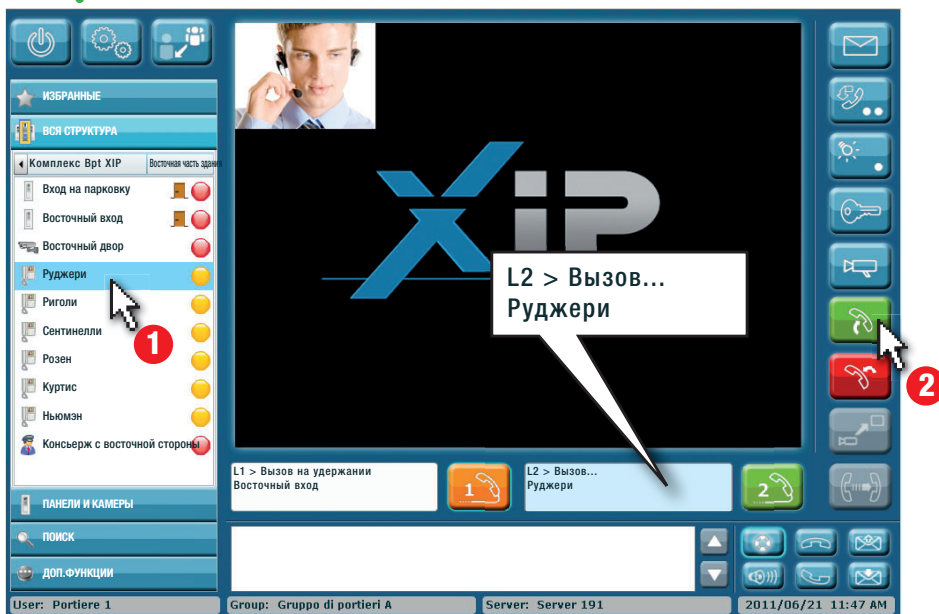 ИЗБРАННЫЕ
ВСЯ СТРУКТУРА
Комплекс Bpt XIP
Восточная часть здания
Вход на парковку
Восточный вход
Восточный двор
Руджери
Риголи
Сентинелли
Розен
Куртис
Ньюмэн
Консьерж с восточной стороны
ПАНЕЛИ И КАМЕРЫ
ПОИСК
ДОП.ФУНКЦИИ
1
XiP
L2 > Вызов...
Руджери
2
L1 > Вызов на удержании
Восточный вход
1
L2 > Вызов...
Руджери
2
User: Portiere 1
Group: Gruppo di portieri A
Server: Server 191
2011/06/21 11:47 AM